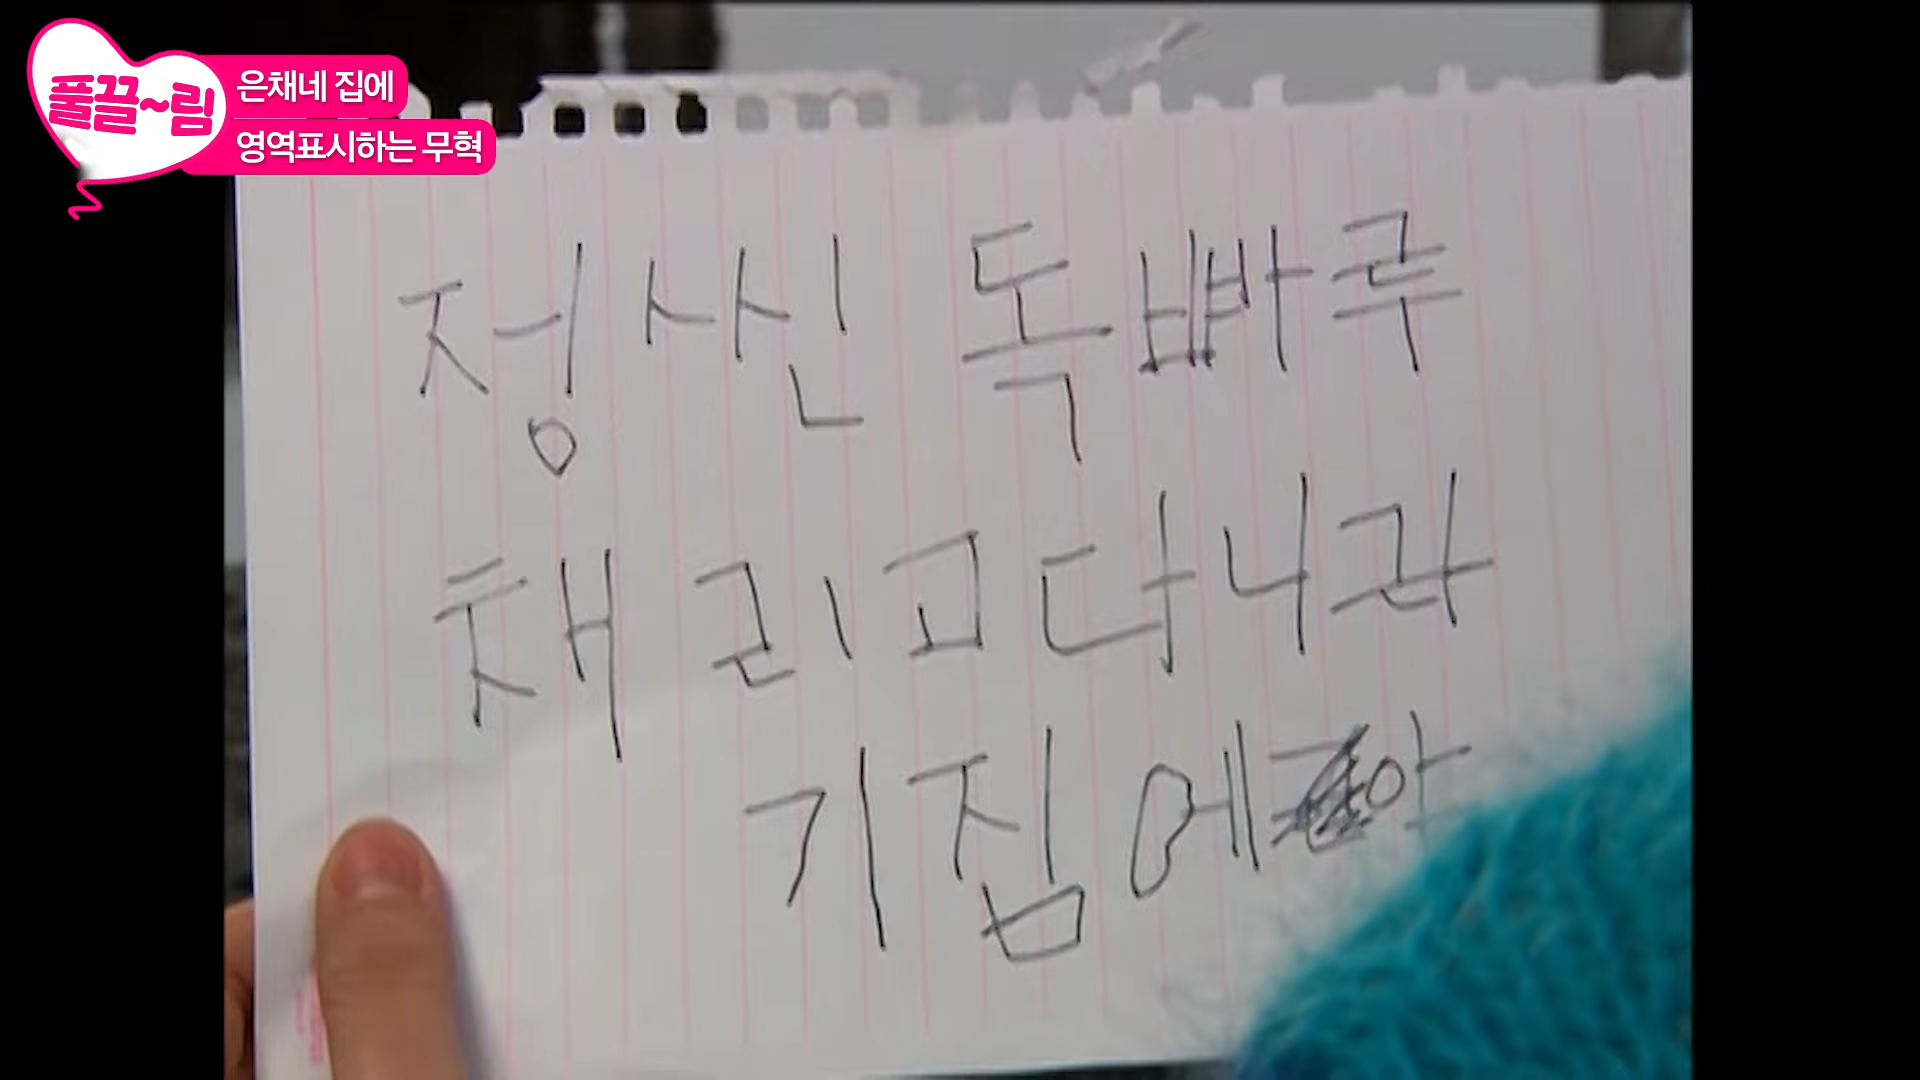 풀끌~림
은채네 집에
영역표시하는 무혁
정씬 독빠루
채리고다니라
기집에야